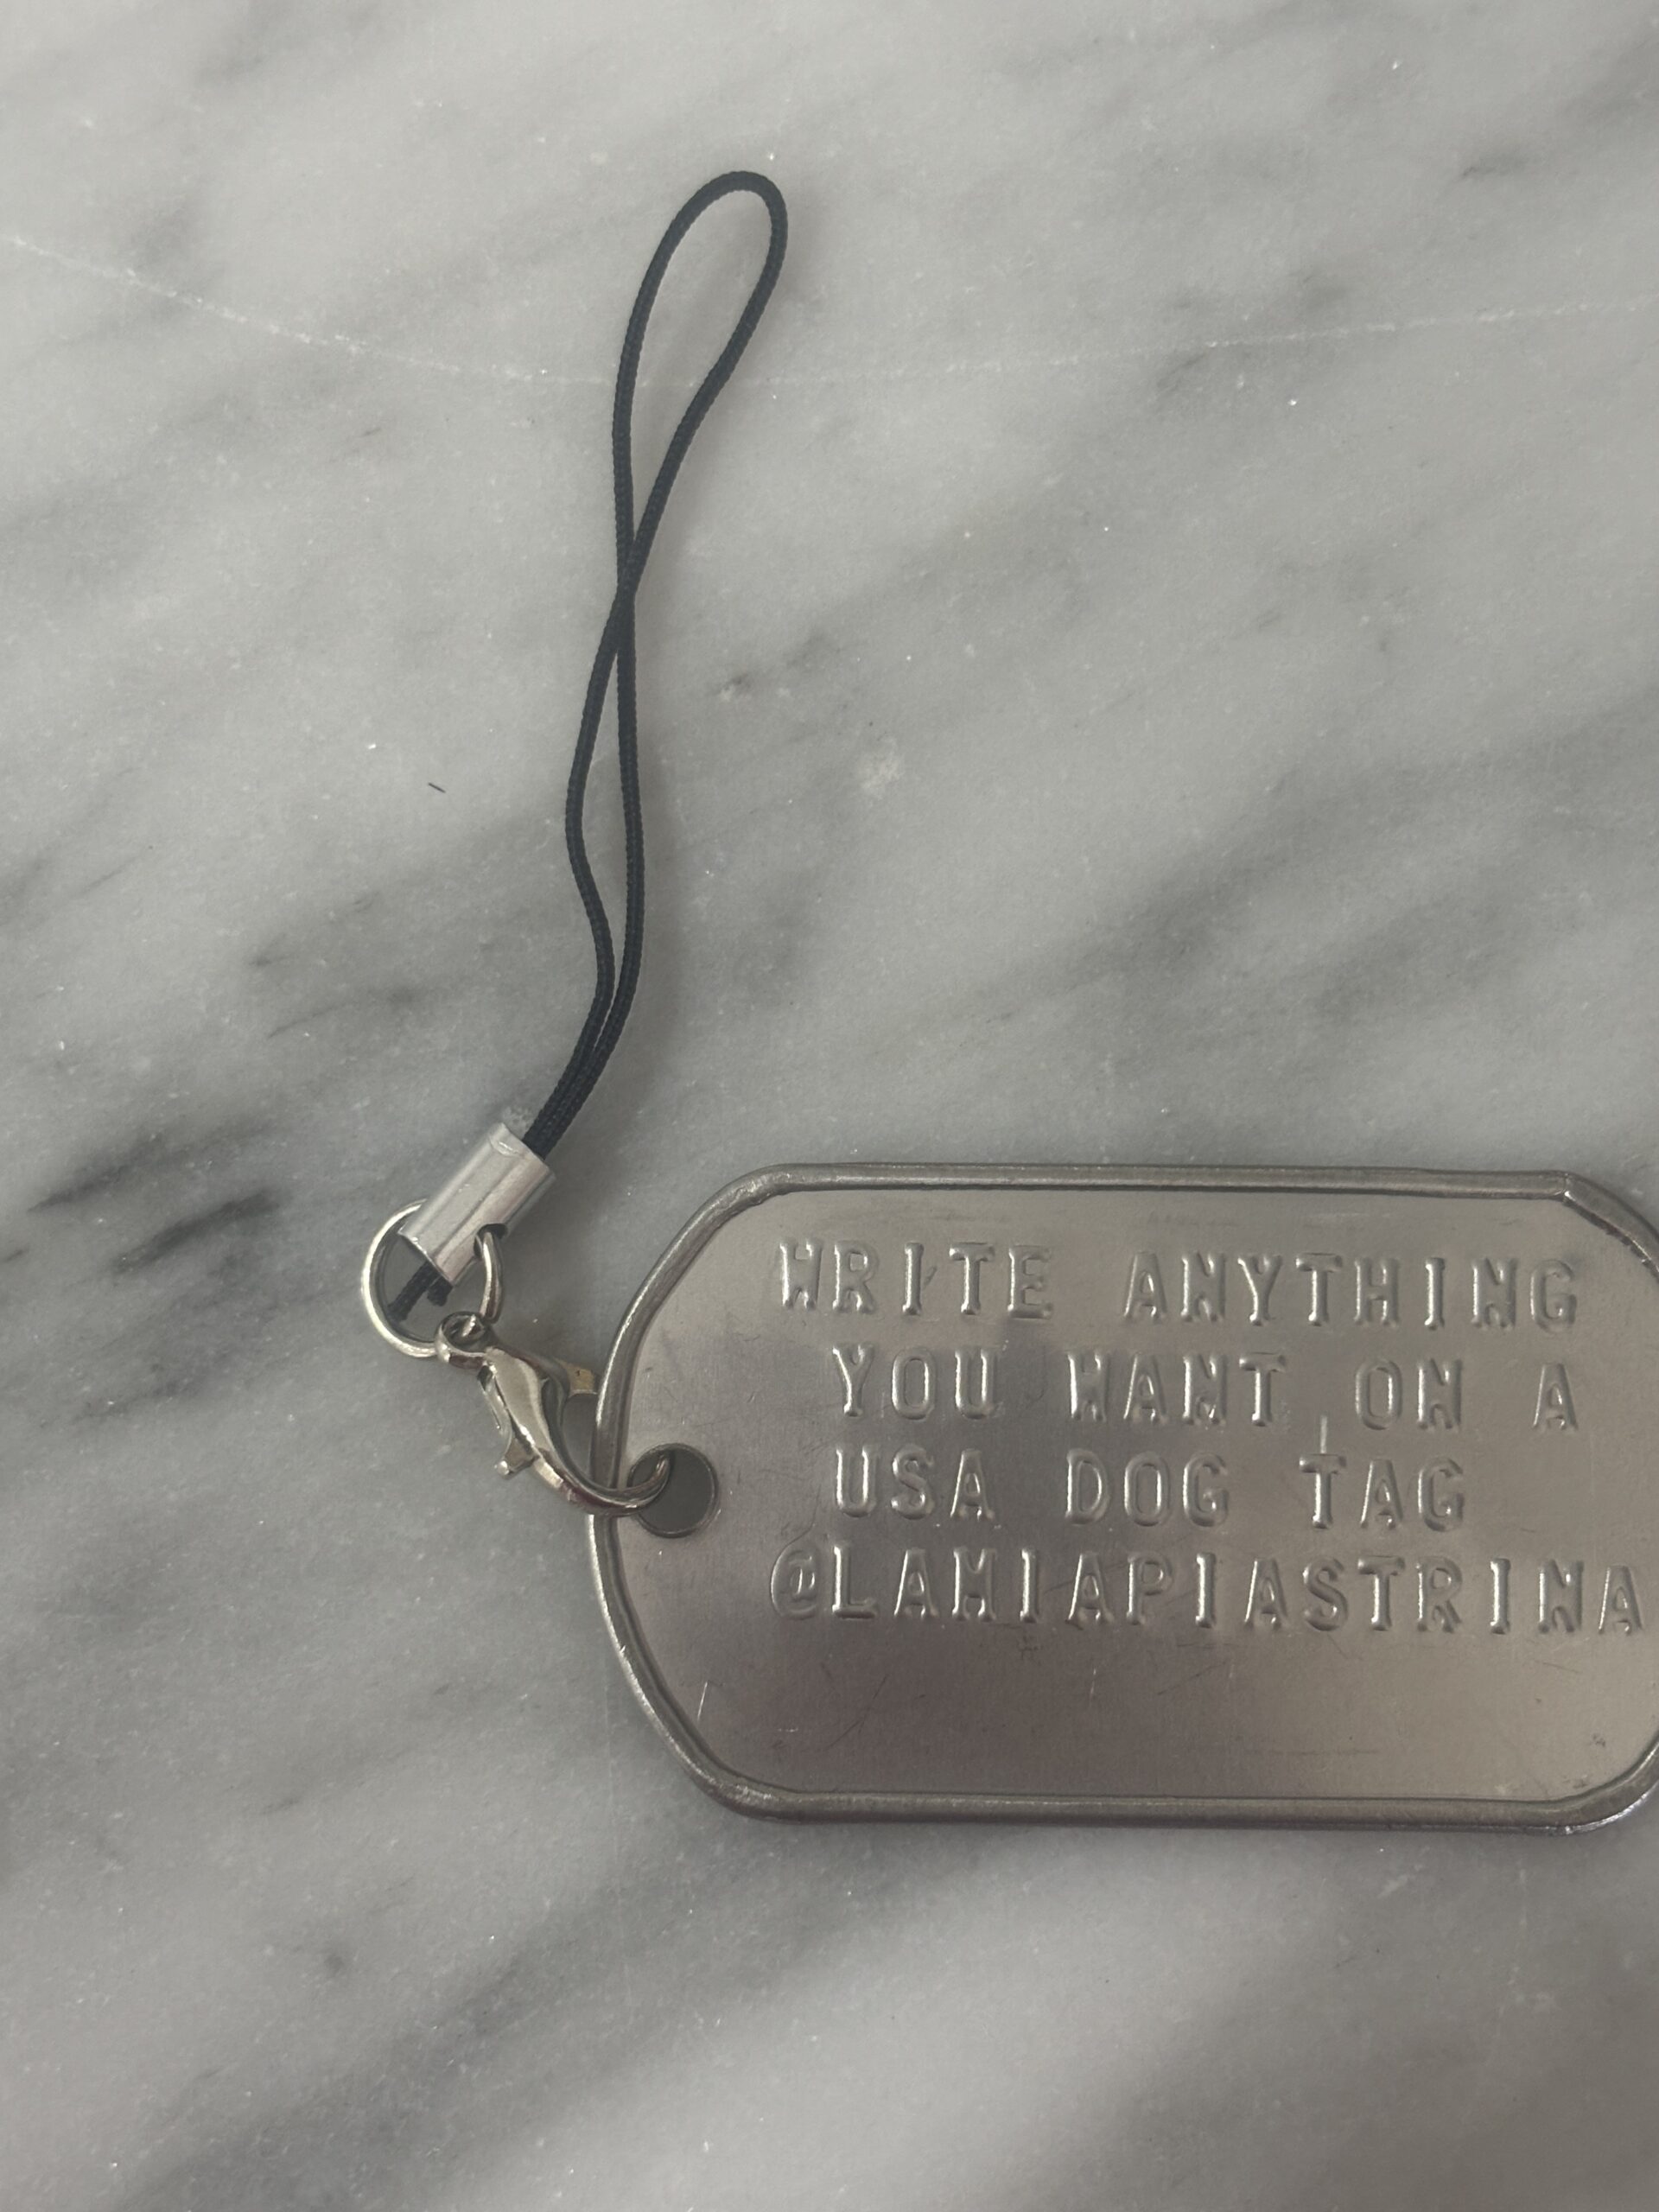 WRITE ANYTHING
YOU WANT ON A
USA DOG TAG
@LAMIAPIASTRINA